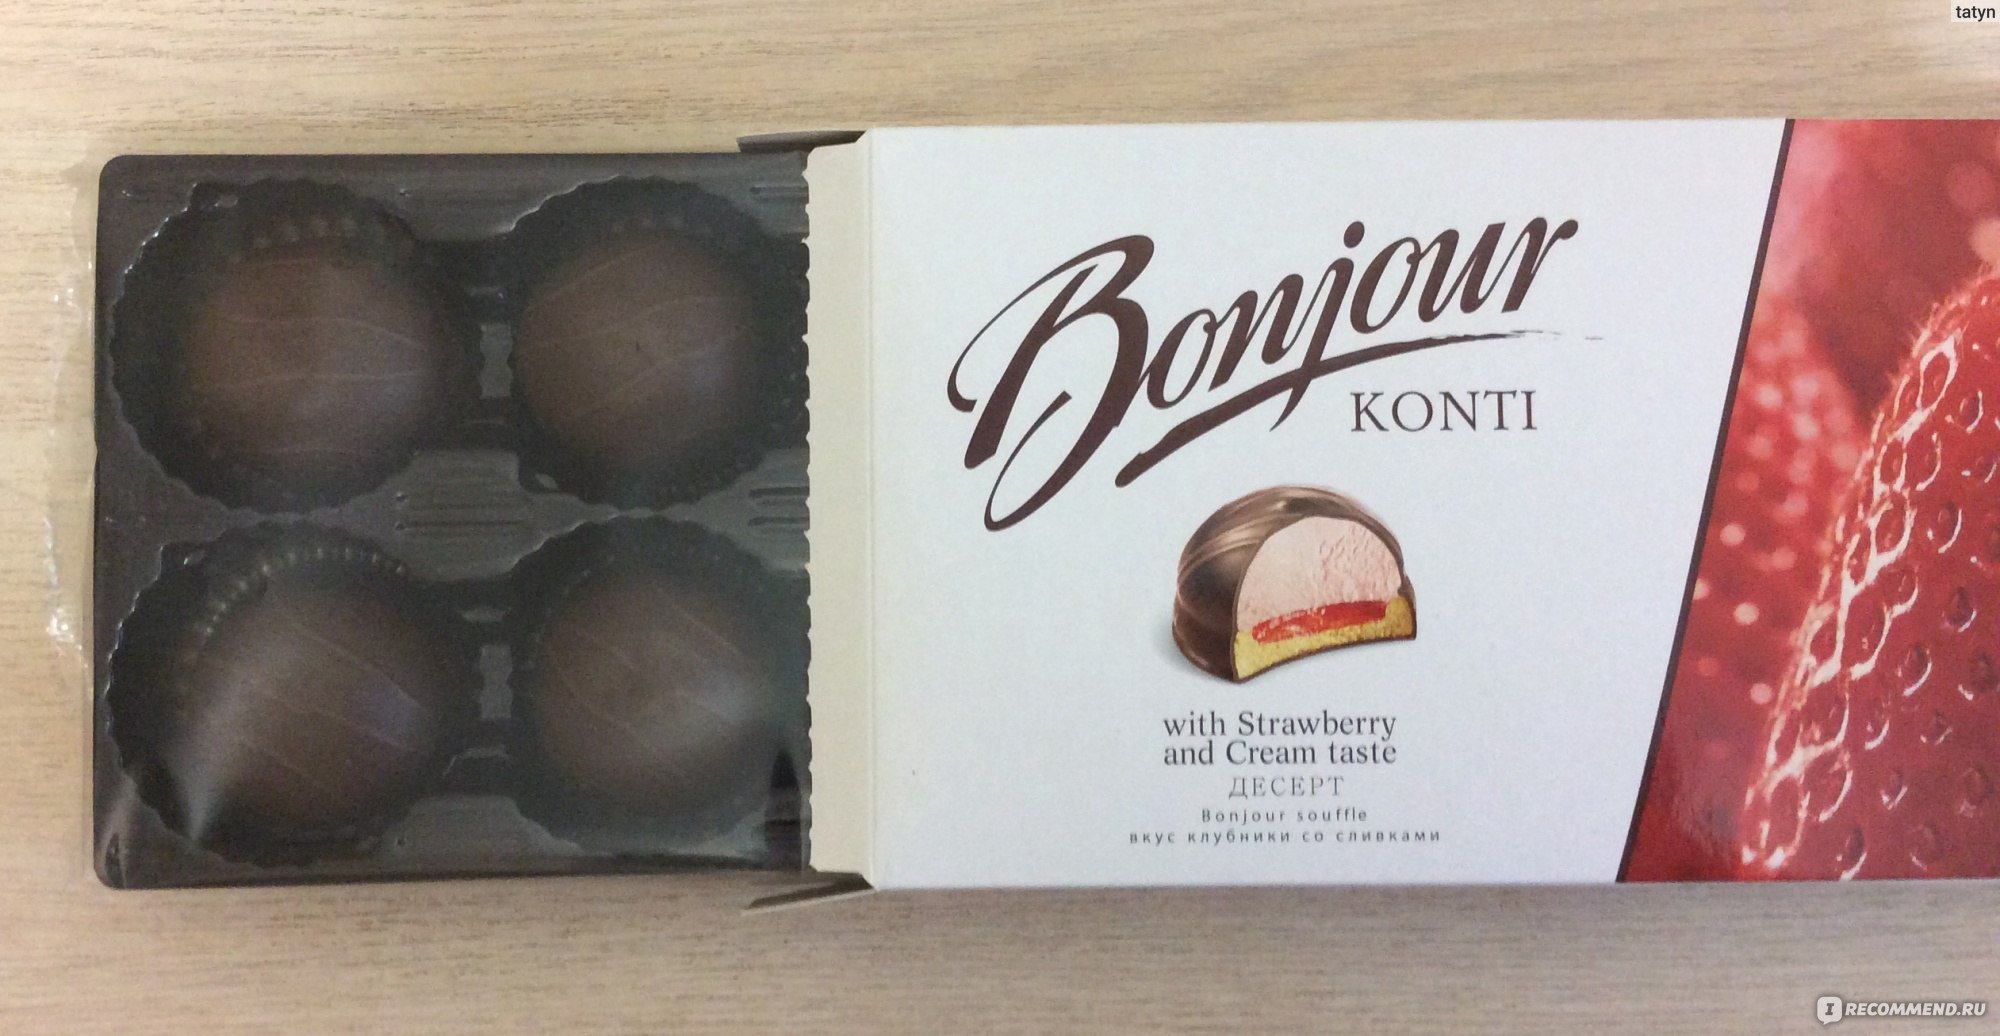 tatyn
Bonjour
KONTI
with Strawberry
and Cream taste
ДЕСЕРТ
Bonjour souffle
вкус клубники со сливками
I RECOMMEND.RU